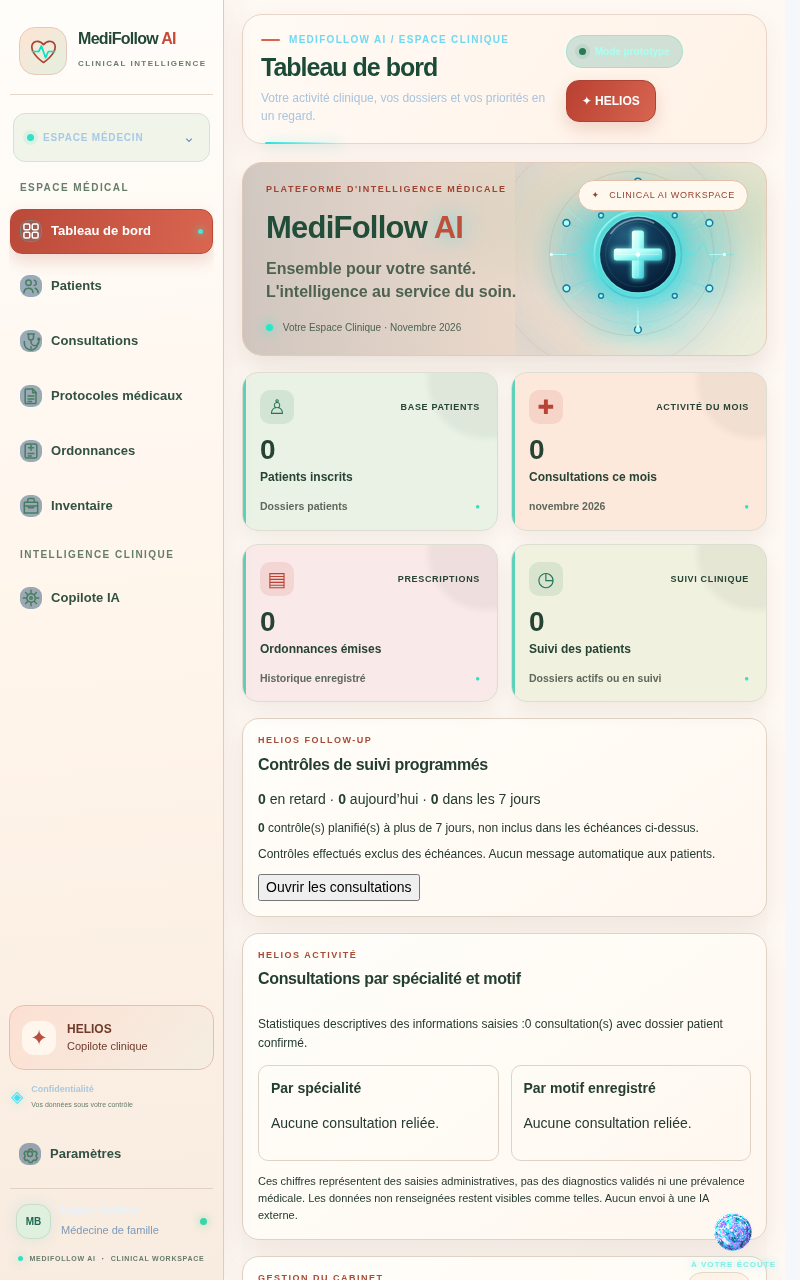 MediFollow AI
CLINICAL INTELLIGENCE
ESPACE MÉDECIN
ESPACE MÉDICAL
Tableau de bord
Patients
Consultations
Protocoles médicaux
Ordonnances
Inventaire
INTELLIGENCE CLINIQUE
Copilote IA
HELIOS
Copilote clinique
Confidentialité
Vos données sous votre contrôle
Paramètres
MB
Médecine de famille
MEDIFOLLOW AI · CLINICAL WORKSPACE
MEDIFOLLOW AI / ESPACE CLINIQUE
Tableau de bord
Votre activité clinique, vos dossiers et vos priorités en
un regard.
Mode prototype
✦ HELIOS
PLATEFORME D'INTELLIGENCE MÉDICALE
✦ CLINICAL AI WORKSPACE
MediFollow AI
Ensemble pour votre santé.
L'intelligence au service du soin.
Votre Espace Clinique · Novembre 2026
BASE PATIENTS
0
Patients inscrits
Dossiers patients
ACTIVITÉ DU MOIS
0
Consultations ce mois
novembre 2026
PRESCRIPTIONS
0
Ordonnances émises
Historique enregistré
SUIVI CLINIQUE
0
Suivi des patients
Dossiers actifs ou en suivi
HELIOS FOLLOW-UP
Contrôles de suivi programmés
0 en retard · 0 aujourd’hui · 0 dans les 7 jours
0 contrôle(s) planifié(s) à plus de 7 jours, non inclus dans les échéances ci-dessus.
Contrôles effectués exclus des échéances. Aucun message automatique aux patients.
Ouvrir les consultations
HELIOS ACTIVITÉ
Consultations par spécialité et motif
Statistiques descriptives des informations saisies :0 consultation(s) avec dossier patient
confirmé.
Par spécialité
Aucune consultation reliée.
Par motif enregistré
Aucune consultation reliée.
Ces chiffres représentent des saisies administratives, pas des diagnostics validés ni une prévalence
médicale. Les données non renseignées restent visibles comme telles. Aucun envoi à une IA
externe.
À VOTRE ÉCOUTE
GESTION DU CABINET